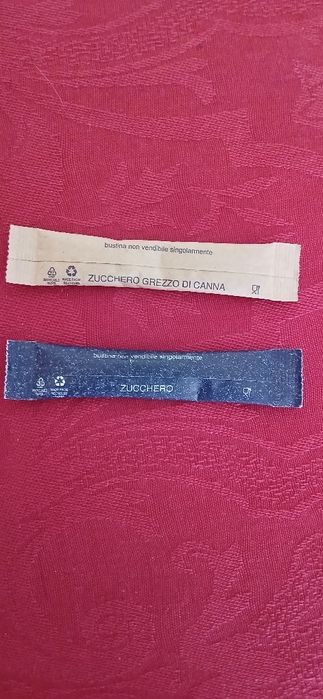 bustina non vendibile singolarmente
ZUCCHERO GREZZO DI CANNA
bustina non vendibile singolarmente
ZUCCHERO